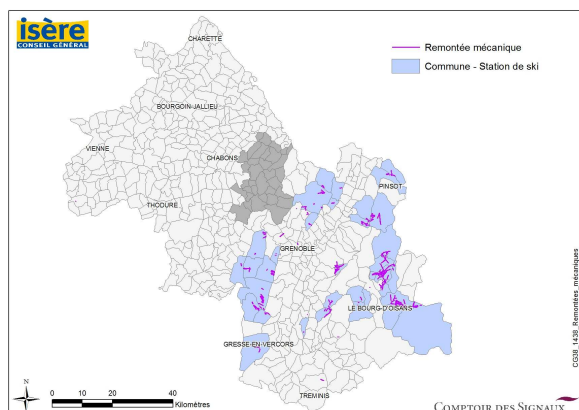 isère
CONSEIL GÉNÉRAL
CHARETTE
Remontée mécanique
Commune - Station de ski
BOURGOIN-JALLIEU
VIENNE
CHABONS
PINSOT
THODURE
GRENOBLE
LE BOURG-D'OISANS
GRESSE-EN-VERCORS
TREMINIS
N
0 10 20 40
Kilomètres
CG38_1438_Remontées_mécaniques
COMPTOIR DES SIGNAUX